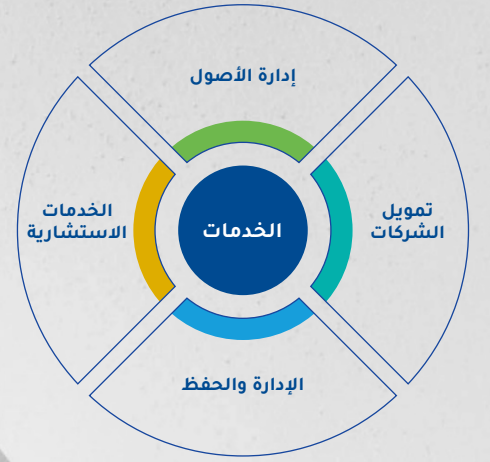 إدارة الأصول
تمويل
الشركات
الخدمات
الخدمات
الاستشارية
الإدارة والحفظ